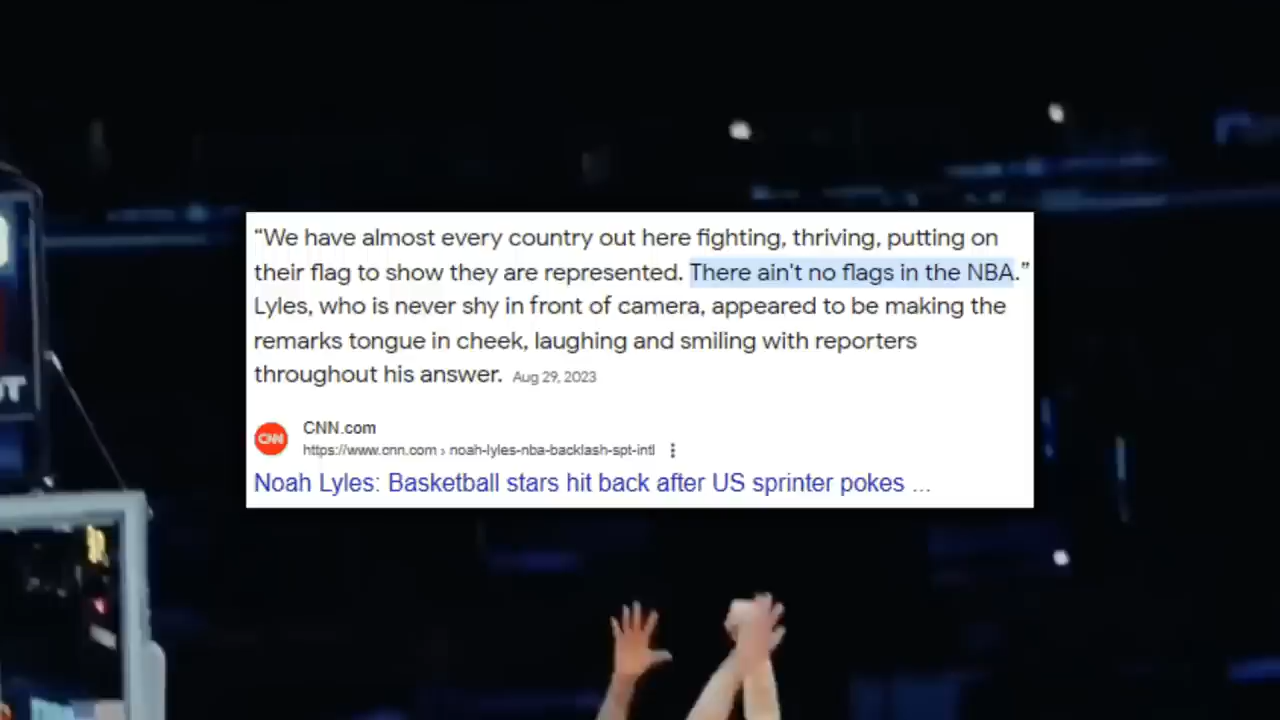 “We have almost every country out here fighting, thriving, putting on
their flag to show they are represented. There ain't no flags in the NBA.”
Lyles, who is never shy in front of camera, appeared to be making the
remarks tongue in cheek, laughing and smiling with reporters
throughout his answer. Aug 29, 2023
CNN
CNN.com
https://www.cnn.com › noah-lyles-nba-backlash-spt-intl
Noah Lyles: Basketball stars hit back after US sprinter pokes ...